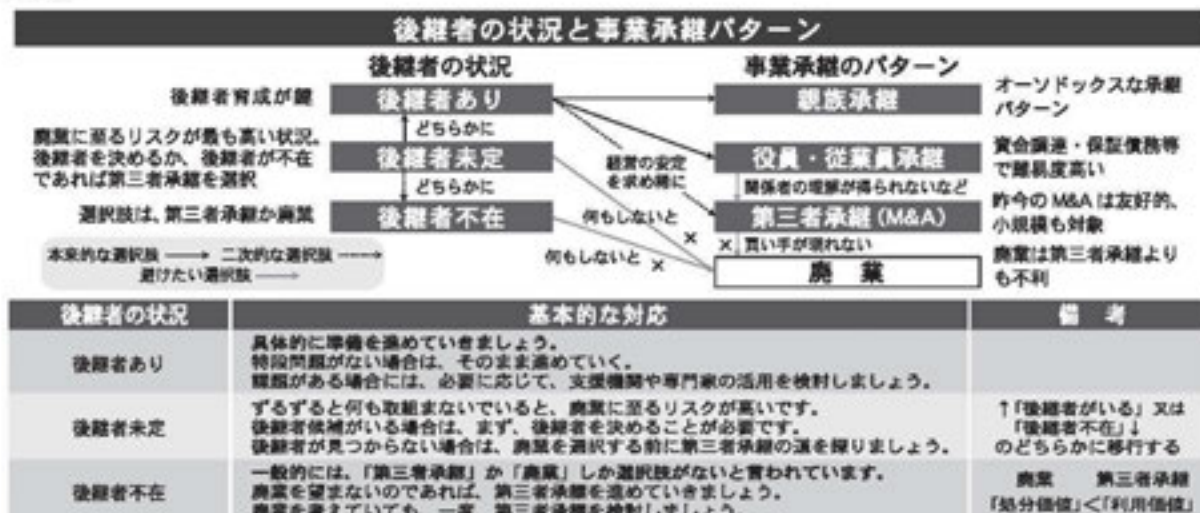 後継者の状況と事業承継パターン
後継者の状況
事業承継のパターン
後継者育成が鍵
後継者あり
親族承継
オーソドックスな承継
パターン
どちらかに
廃業に至るリスクが最も高い状況。
後継者を決めるか、後継者が不在
であれば第三者承継を選択
後継者未定
経営の安定
を求め稀に
役員・従業員承継
資金調達・保証債務等
で難易度高い
どちらかに
関係者の理解が得られないなど
選択肢は、第三者承継か廃業
後継者不在
何もしないと
×
第三者承継(M&A)
昨今の M&A は友好的、
小規模も対象
× 買い手が現れない
何もしないと ×
廃 業
廃業は第三者承継より
も不利
本来的な選択肢 二次的な選択肢
避けたい選択肢
後継者の状況 基本的な対応 備 考
後継者あり
具体的に準備を進めていきましょう。
特段問題がない場合は、そのまま進めていく。
課題がある場合には、必要に応じて、支援機関や専門家の活用を検討しましょう。
後継者未定
ずるずると何も取組まないでいると、廃業に至るリスクが高いです。
後継者候補がいる場合は、まず、後継者を決めることが必要です。
後継者が見つからない場合は、廃業を選択する前に第三者承継の道を探りましょう。
↑「後継者がいる」又は
「後継者不在」↓
のどちらかに移行する
後継者不在
一般的には、「第三者承継」か「廃業」しか選択肢がないと言われています。
廃業を望まないのであれば、第三者承継を進めていきましょう。
廃業を考えていても、一度、第三者承継を検討しましょう。
廃業 第三者承継
「処分価値」<「利用価値」